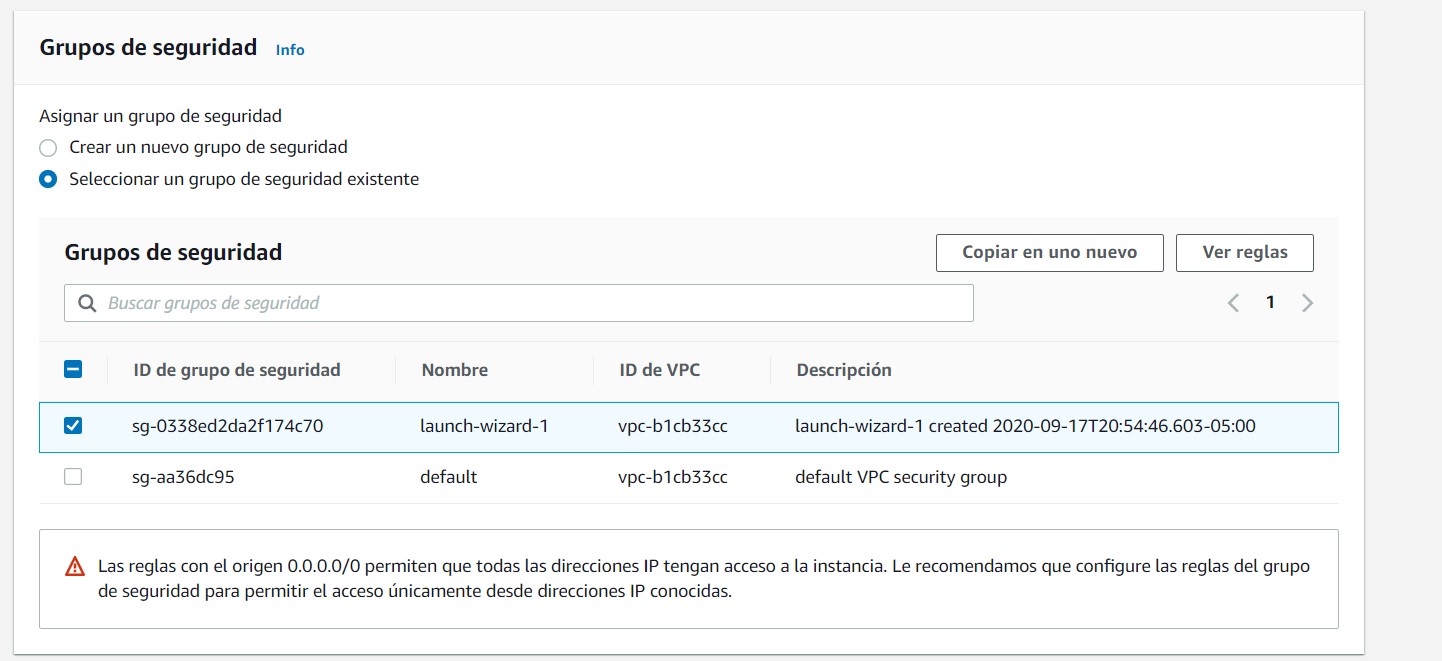 Grupos de seguridad Info
Asignar un grupo de seguridad
Crear un nuevo grupo de seguridad
Seleccionar un grupo de seguridad existente
Grupos de seguridad Copiar en uno nuevo Ver reglas
Buscar grupos de seguridad 1
ID de grupo de seguridad Nombre ID de VPC Descripción
sg-0338ed2da2f174c70 launch-wizard-1 vpc-b1cb33cc launch-wizard-1 created 2020-09-17T20:54:46.603-05:00
sg-aa36dc95 default vpc-b1cb33cc default VPC security group
Las reglas con el origen 0.0.0.0/0 permiten que todas las direcciones IP tengan acceso a la instancia. Le recomendamos que configure las reglas del grupo
de seguridad para permitir el acceso únicamente desde direcciones IP conocidas.